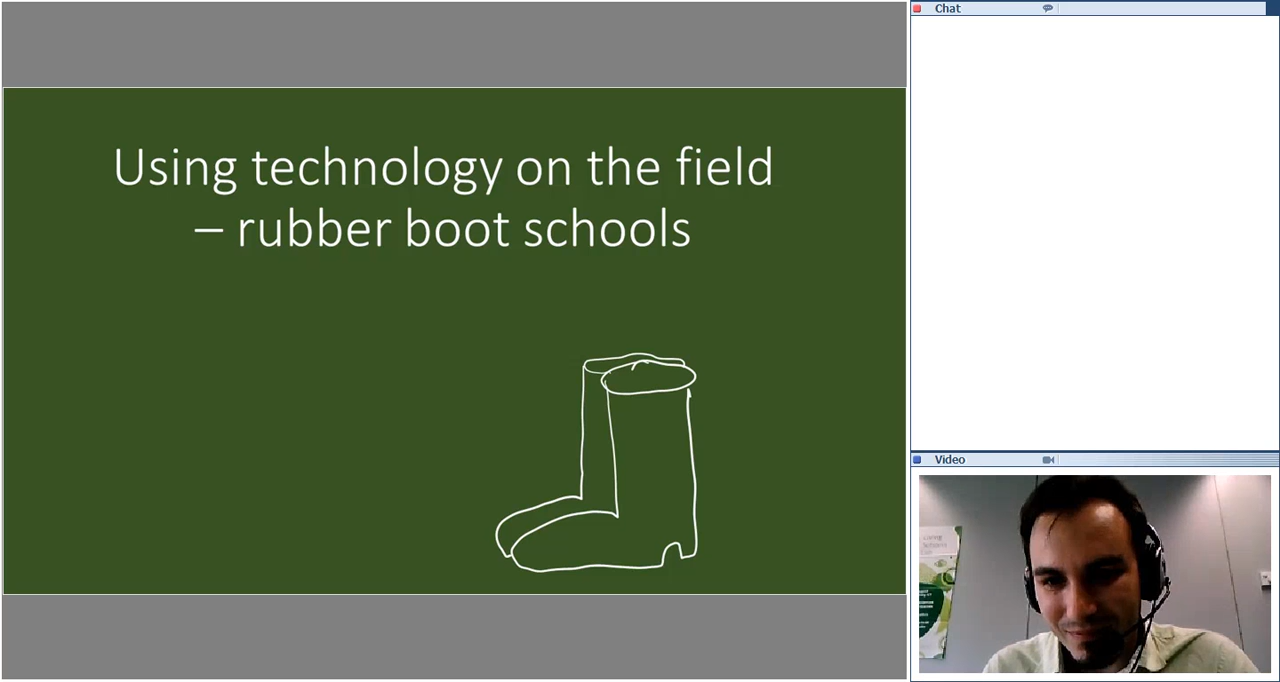 Using technology on the field
– rubber boot schools
Chat
Video